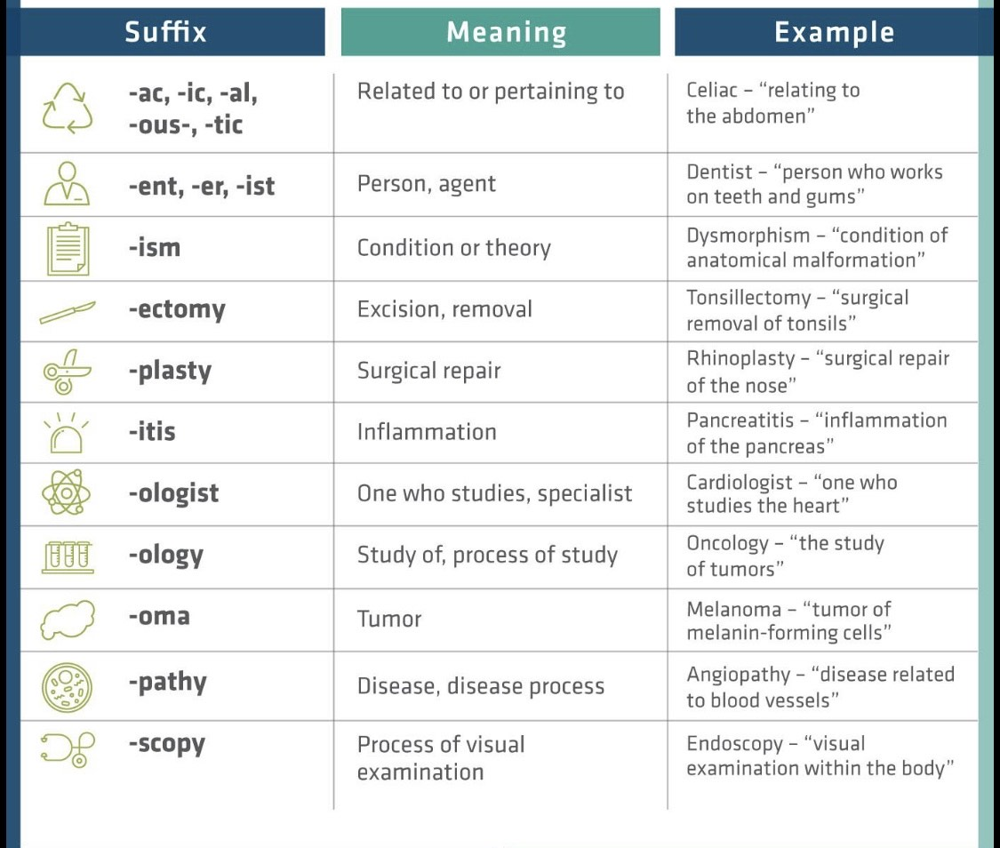 Suffix Meaning Example
-ac, -ic, -al, Related to or pertaining to Celiac – “relating to
-ous-, -tic the abdomen”
-ent, -er, -ist Person, agent Dentist – “person who works
on teeth and gums”
-ism Condition or theory Dysmorphism – “condition of
anatomical malformation”
-ectomy Excision, removal Tonsillectomy – “surgical
removal of tonsils”
-plasty Surgical repair Rhinoplasty – “surgical repair
of the nose”
-itis Inflammation Pancreatitis – “inflammation
of the pancreas”
-ologist One who studies, specialist Cardiologist – “one who
studies the heart”
-ology Study of, process of study Oncology – “the study
of tumors”
-oma Tumor Melanoma – “tumor of
melanin-forming cells”
-pathy Disease, disease process Angiopathy – “disease related
to blood vessels”
-scopy Process of visual Endoscopy – “visual
examination examination within the body”